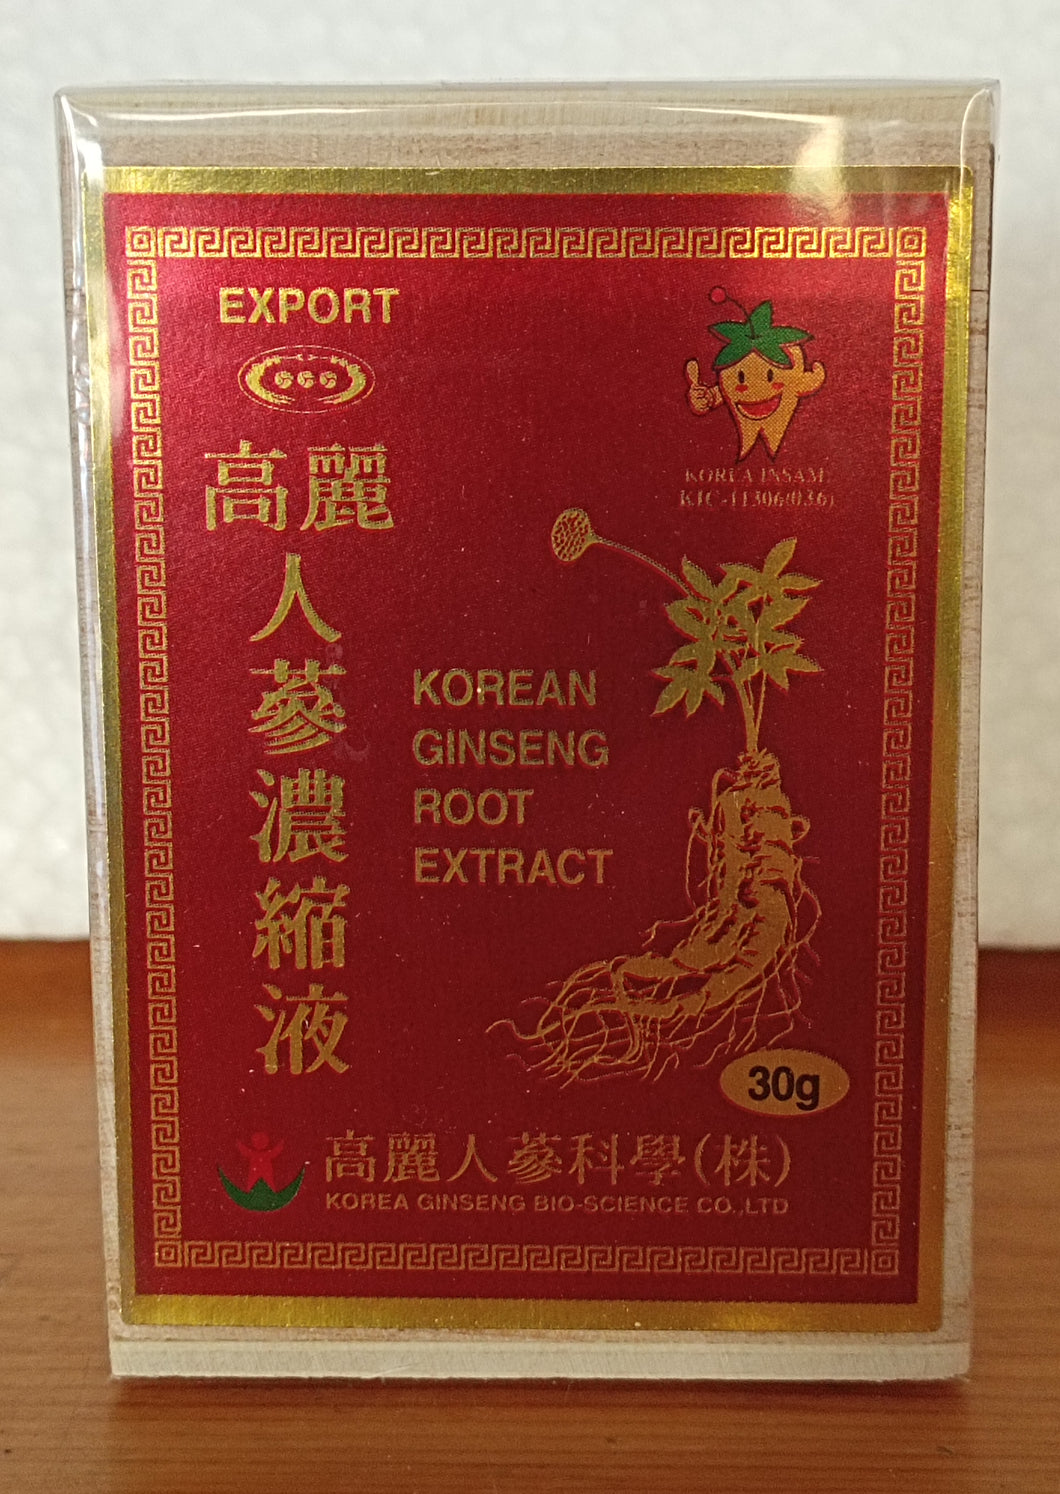 EXPORT
高麗
人
蔘
濃
縮
液
KOREA INSAM
KOREAN
GINSENG
ROOT
EXTRACT
30g
高麗人蔘科學(株)
KOREA GINSENG BIO-SCIENCE CO.,LTD